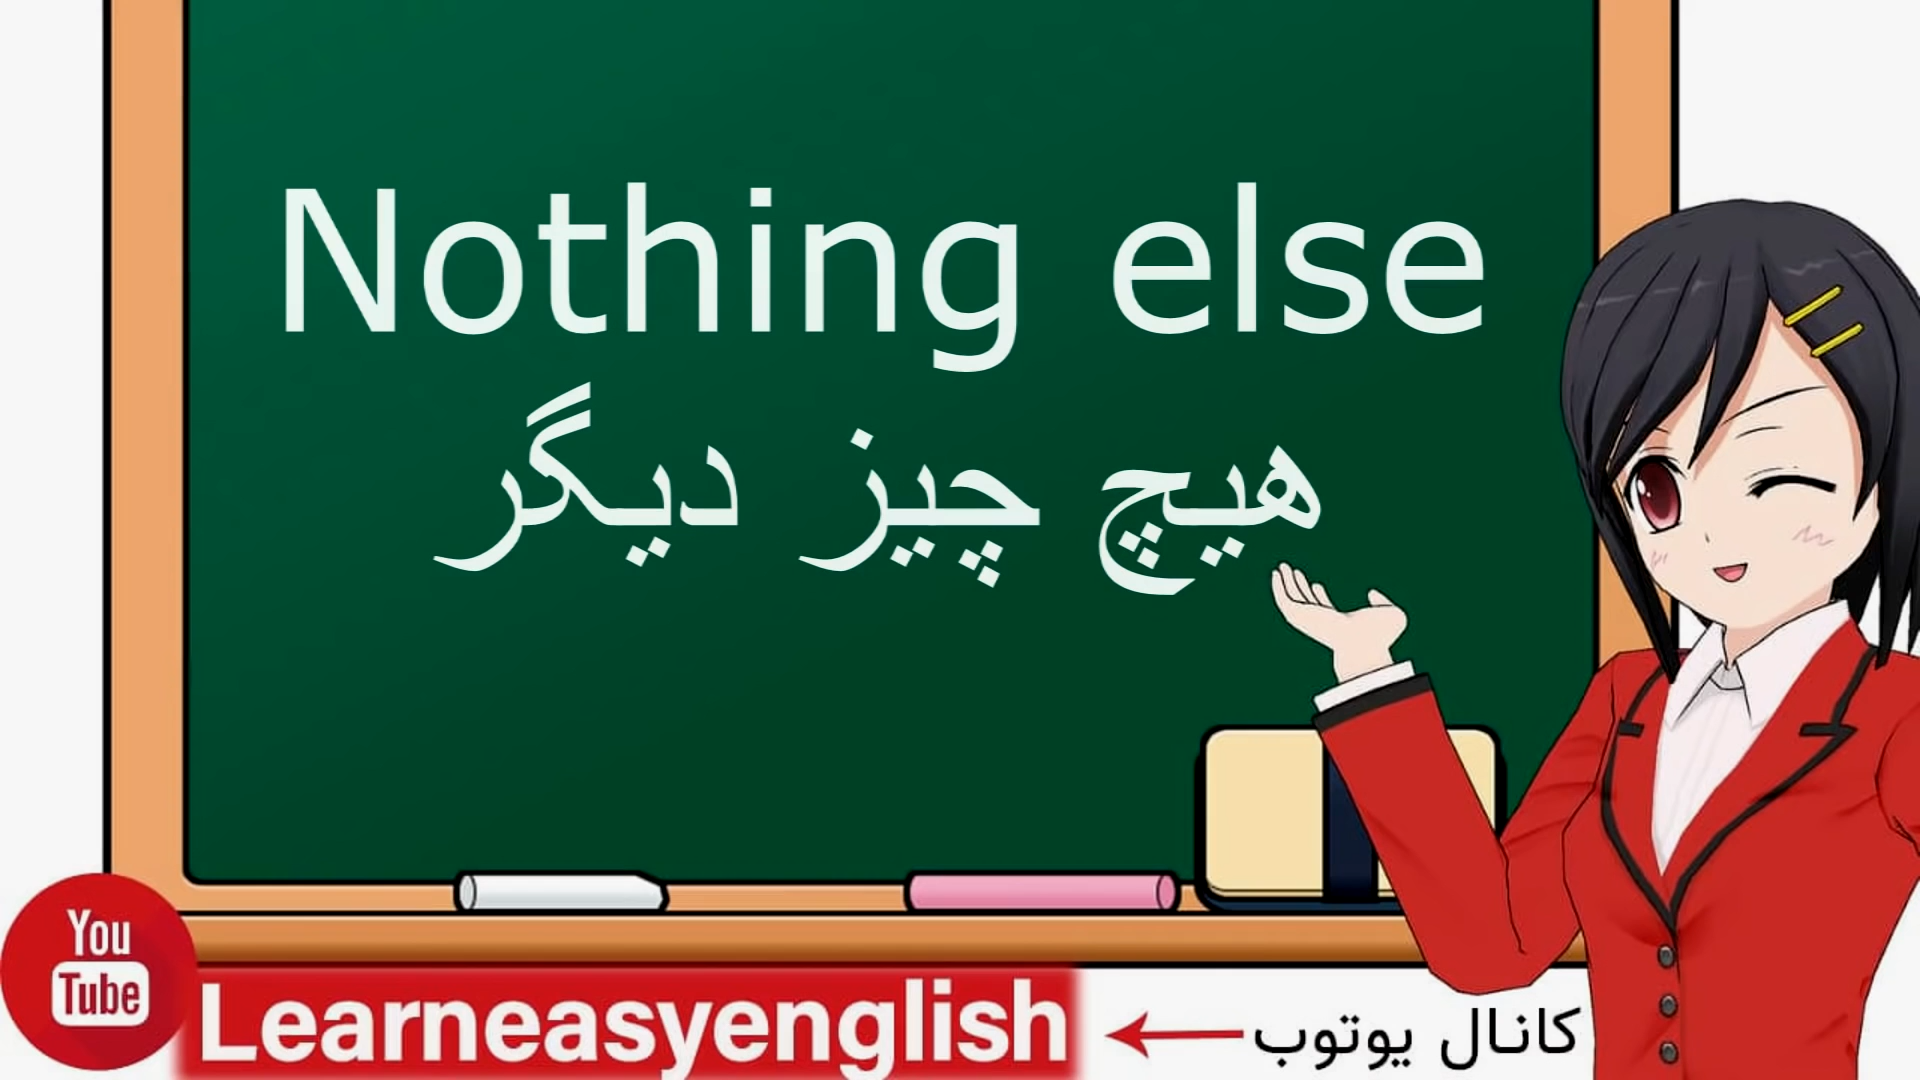 Nothing else
هیچ چیز دیگر
You
Tube
Learneasyenglish
کانال یوتوب